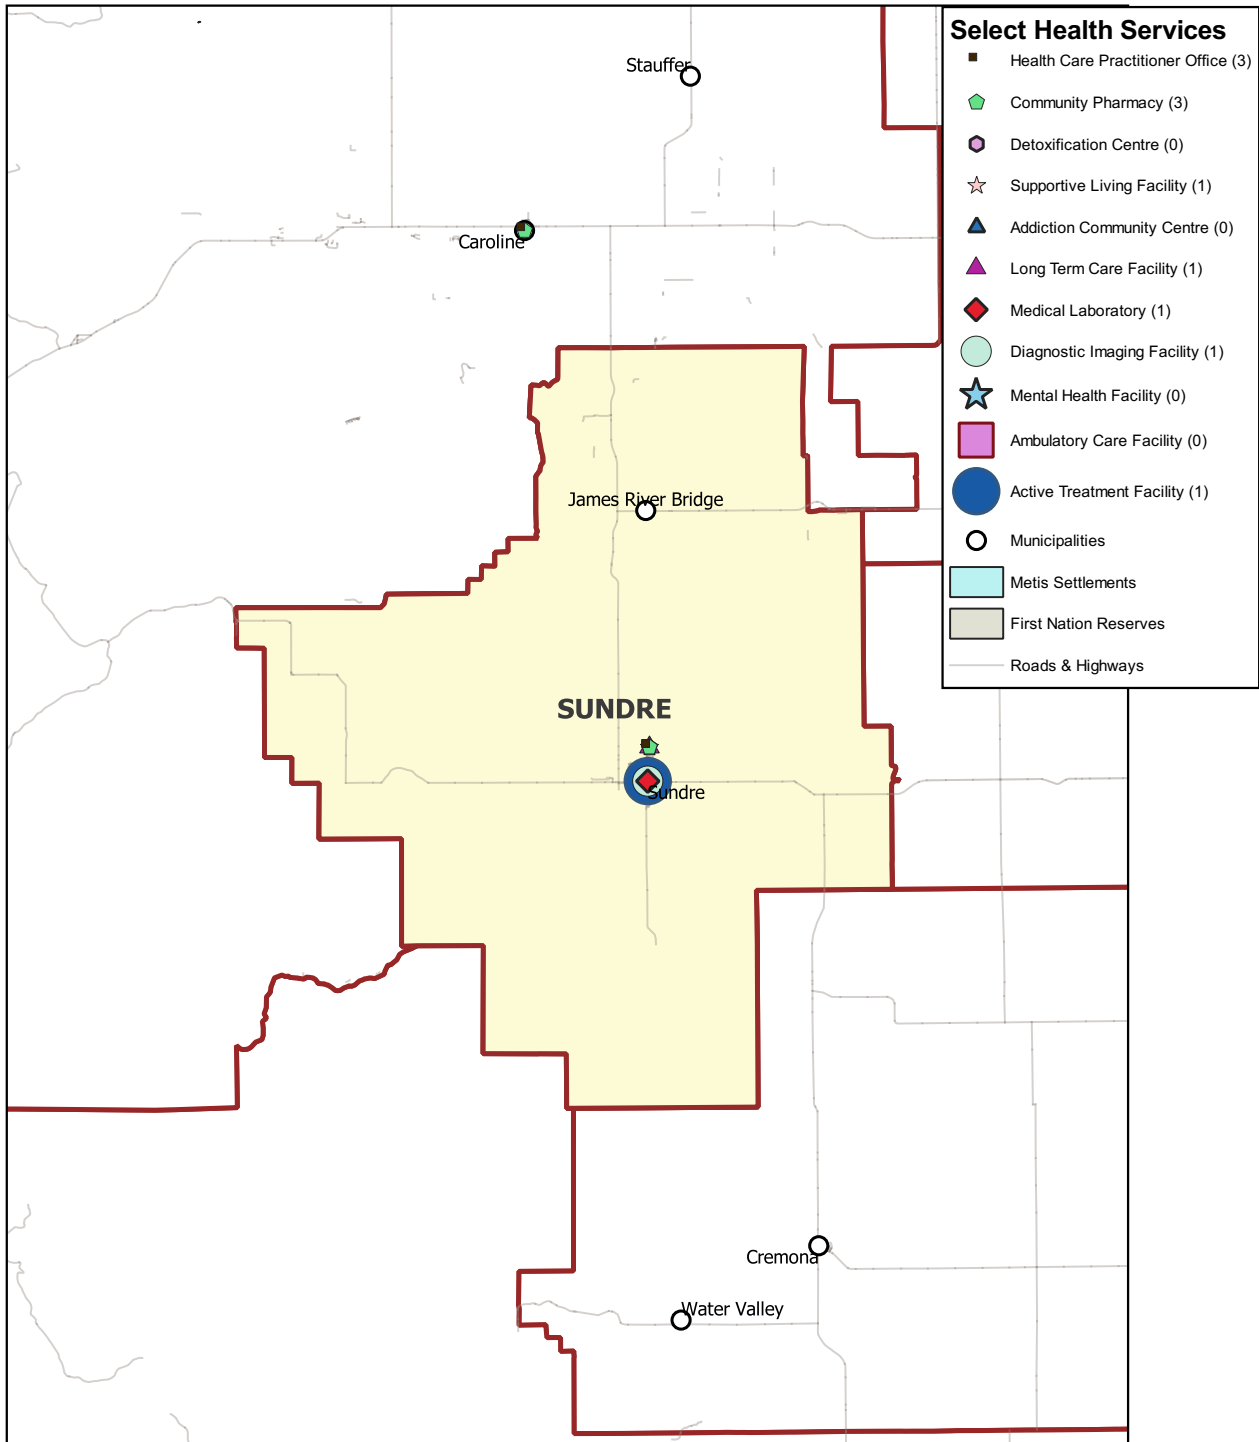 Select Health Services
Health Care Practitioner Office (3)
Community Pharmacy (3)
Detoxification Centre (0)
Supportive Living Facility (1)
Addiction Community Centre (0)
Long Term Care Facility (1)
Medical Laboratory (1)
Diagnostic Imaging Facility (1)
Mental Health Facility (0)
Ambulatory Care Facility (0)
Active Treatment Facility (1)
Municipalities
Metis Settlements
First Nation Reserves
Roads & Highways
Stauffer
Caroline
James River Bridge
SUNDRE
Sundre
Cremona
Water Valley